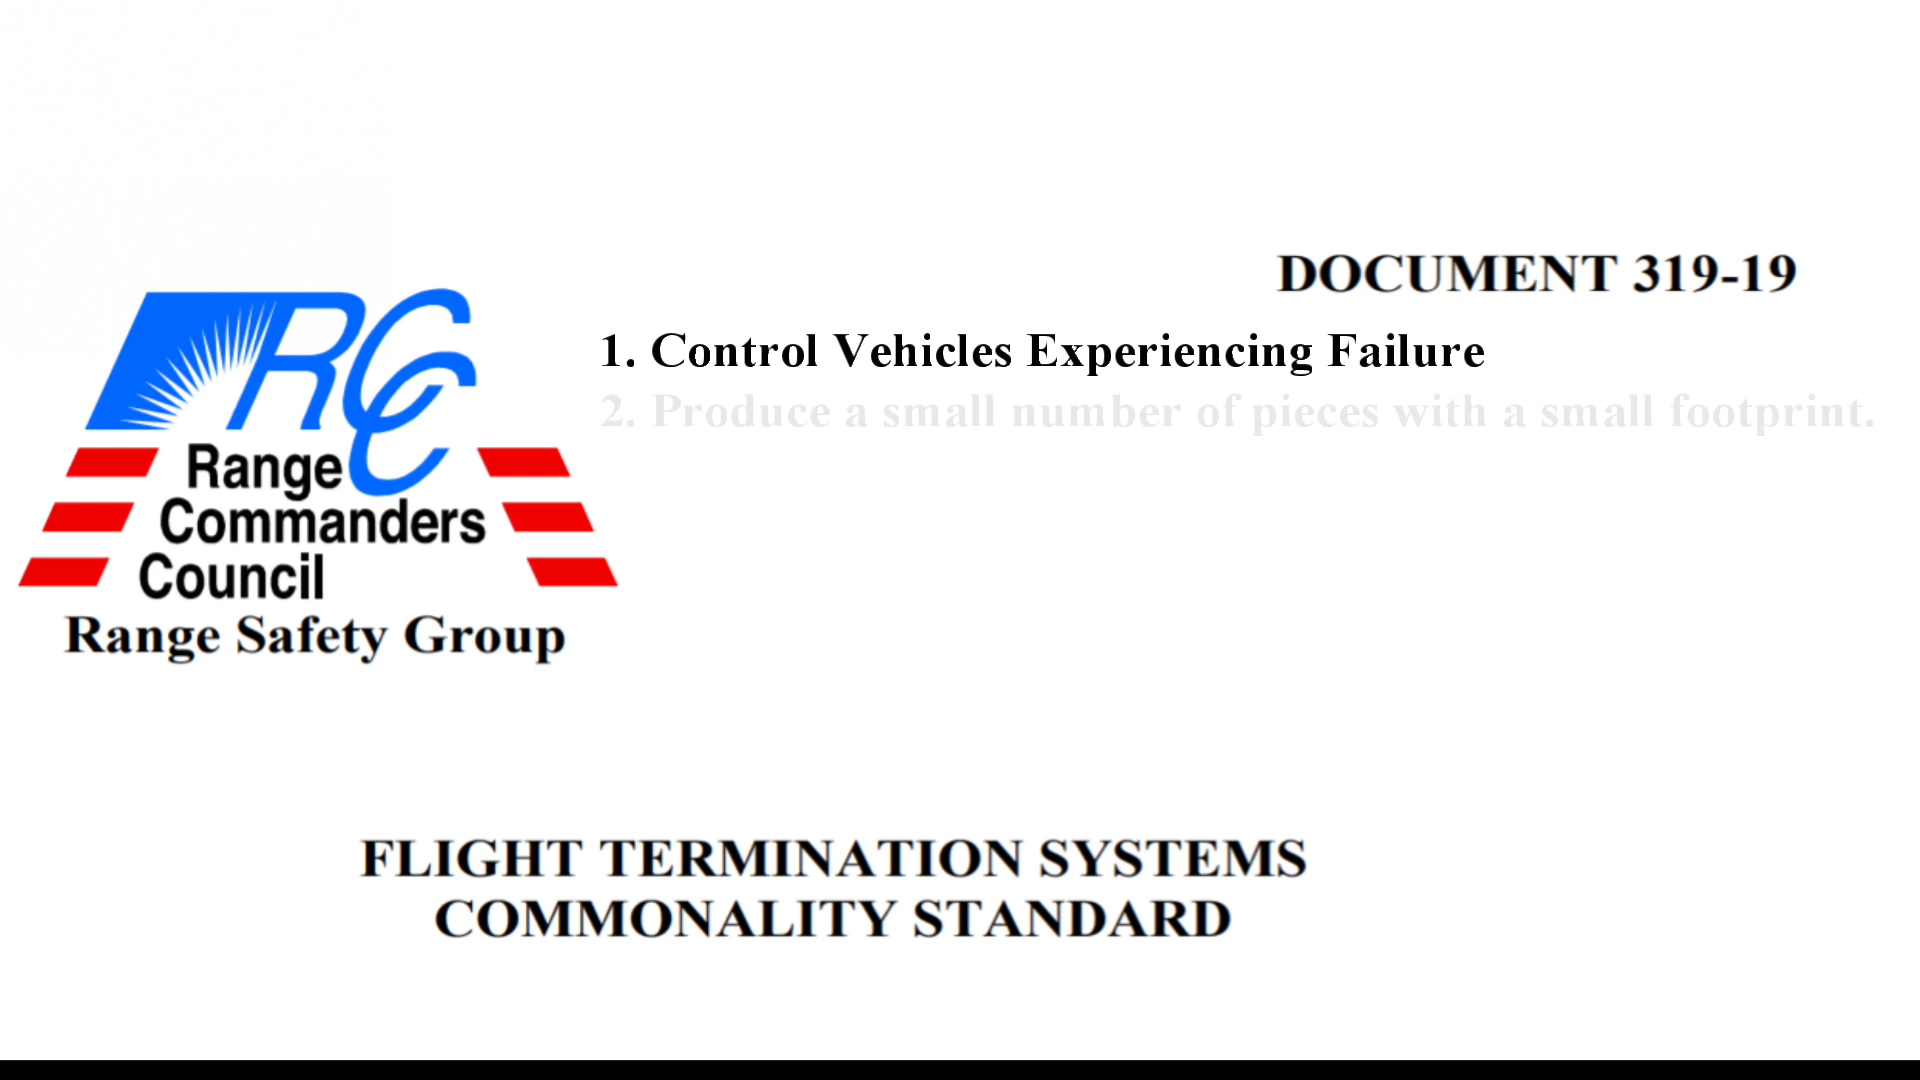 DOCUMENT 319-19
RCC
1. Control Vehicles Experiencing Failure
2. Produce a small number of pieces with a small footprint.
Range
Commanders
Council
Range Safety Group
FLIGHT TERMINATION SYSTEMS
COMMONALITY STANDARD